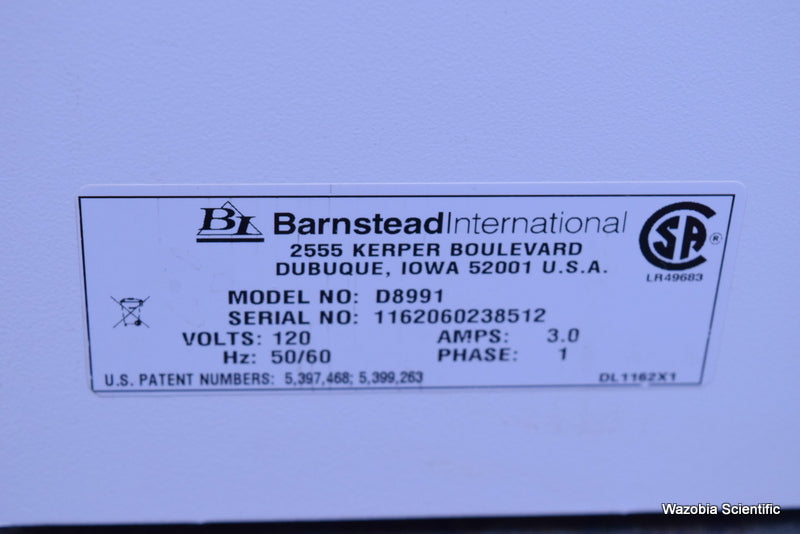 BI BarnsteadInternational
2555 KERPER BOULEVARD
DUBUQUE, IOWA 52001 U.S.A.
SA ®
LR49683
MODEL NO: D8991
SERIAL NO: 1162060238512
VOLTS: 120 AMPS: 3.0
Hz: 50/60 PHASE: 1
U.S. PATENT NUMBERS: 5,397,468; 5,399,263 DL1162X1
Wazobia Scientific